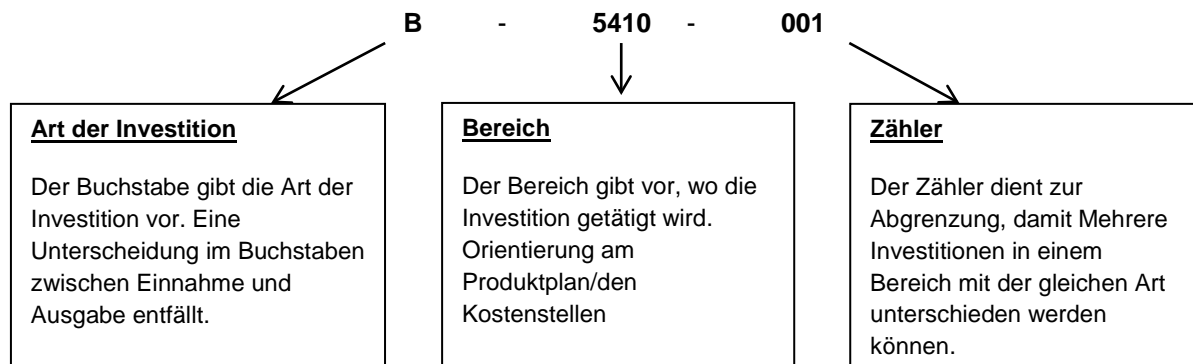 B - 5410 - 001
Art der Investition
Der Buchstabe gibt die Art der
Investition vor. Eine
Unterscheidung im Buchstaben
zwischen Einnahme und
Ausgabe entfällt.
Bereich
Der Bereich gibt vor, wo die
Investition getätigt wird.
Orientierung am
Produktplan/den
Kostenstellen
Zähler
Der Zähler dient zur
Abgrenzung, damit Mehrere
Investitionen in einem
Bereich mit der gleichen Art
unterschieden werden
können.